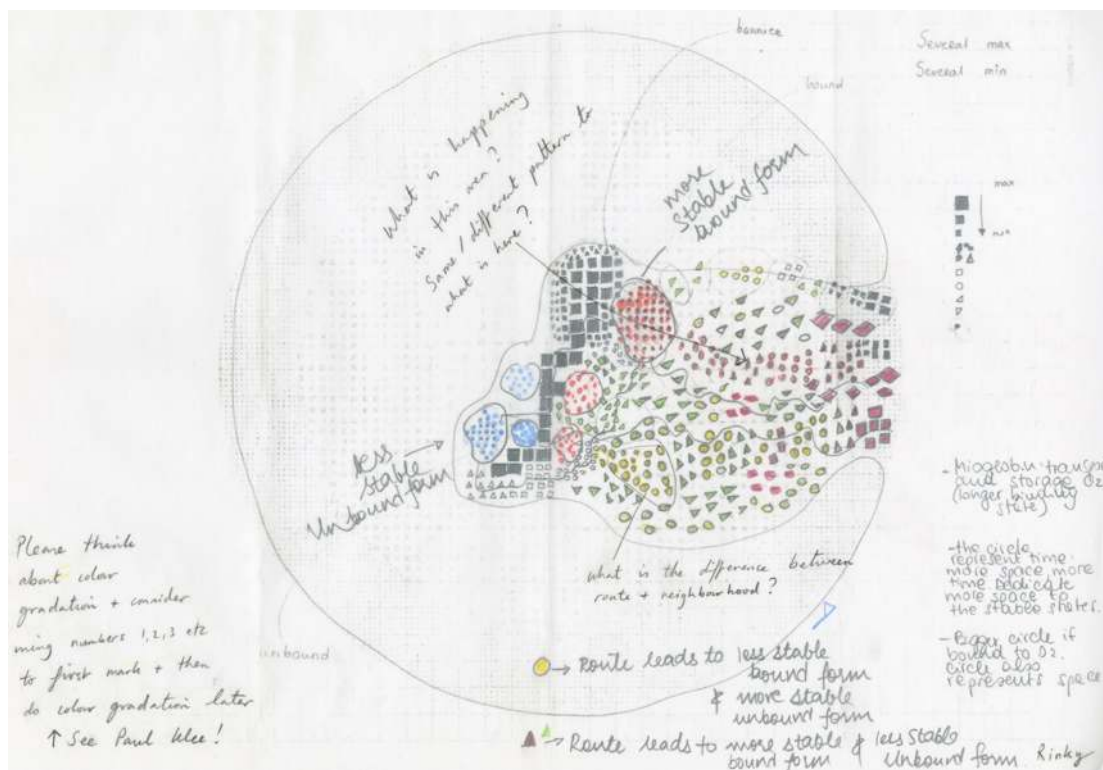 barrier
Several max
Several min
bound
max
min
What is happening
in this area?
Same / different pattern to
what is here?
more
stable
bound form
less
stable
Unbound form
- Mioglobin-transport
and storage O2
(longer binding
state)
-the circle
represent time.
more space more
time dedicate
more space to
the stable states.
-Bigger circle if
bound to O2.
circle also
represents space
what is the difference between
route + neighbourhood?
Please think
about colour
gradation + consider
ming numbers 1,2,3 etc
to first mark + then
do colour gradation later
↑ See Paul Klee!
unbound
→ Route leads to less stable
bound form
& more stable
unbound form
→ Route leads to more stable & less stable
bound form Unbound form
Rinky